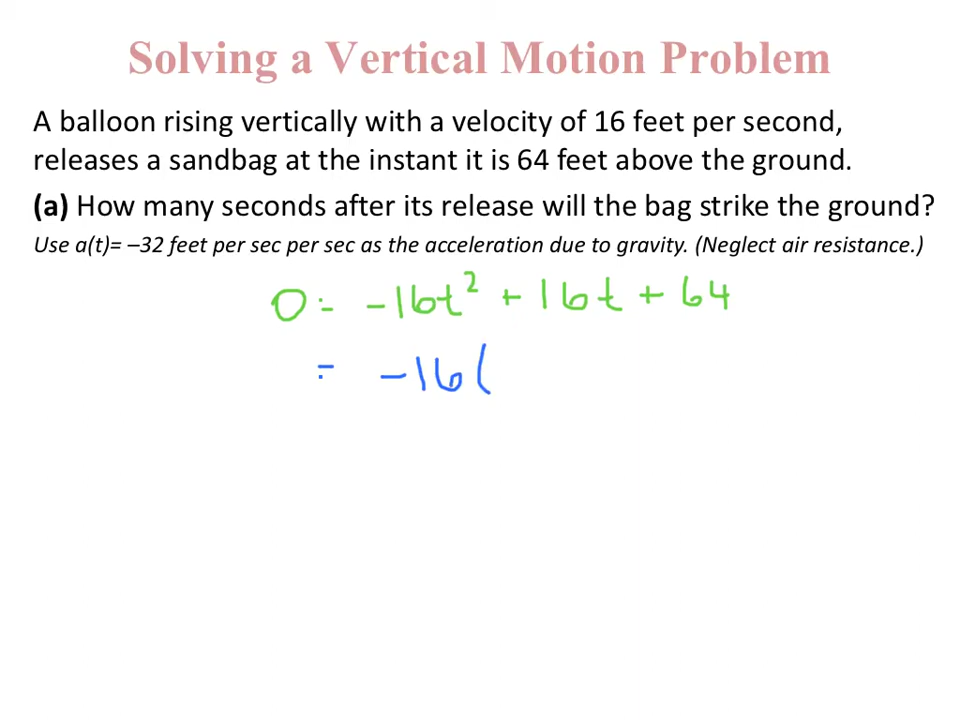 Solving a Vertical Motion Problem
A balloon rising vertically with a velocity of 16 feet per second,
releases a sandbag at the instant it is 64 feet above the ground.
(a) How many seconds after its release will the bag strike the ground?
Use a(t)= –32 feet per sec per sec as the acceleration due to gravity. (Neglect air resistance.)
0 = -16t² + 16t + 64
= -16(